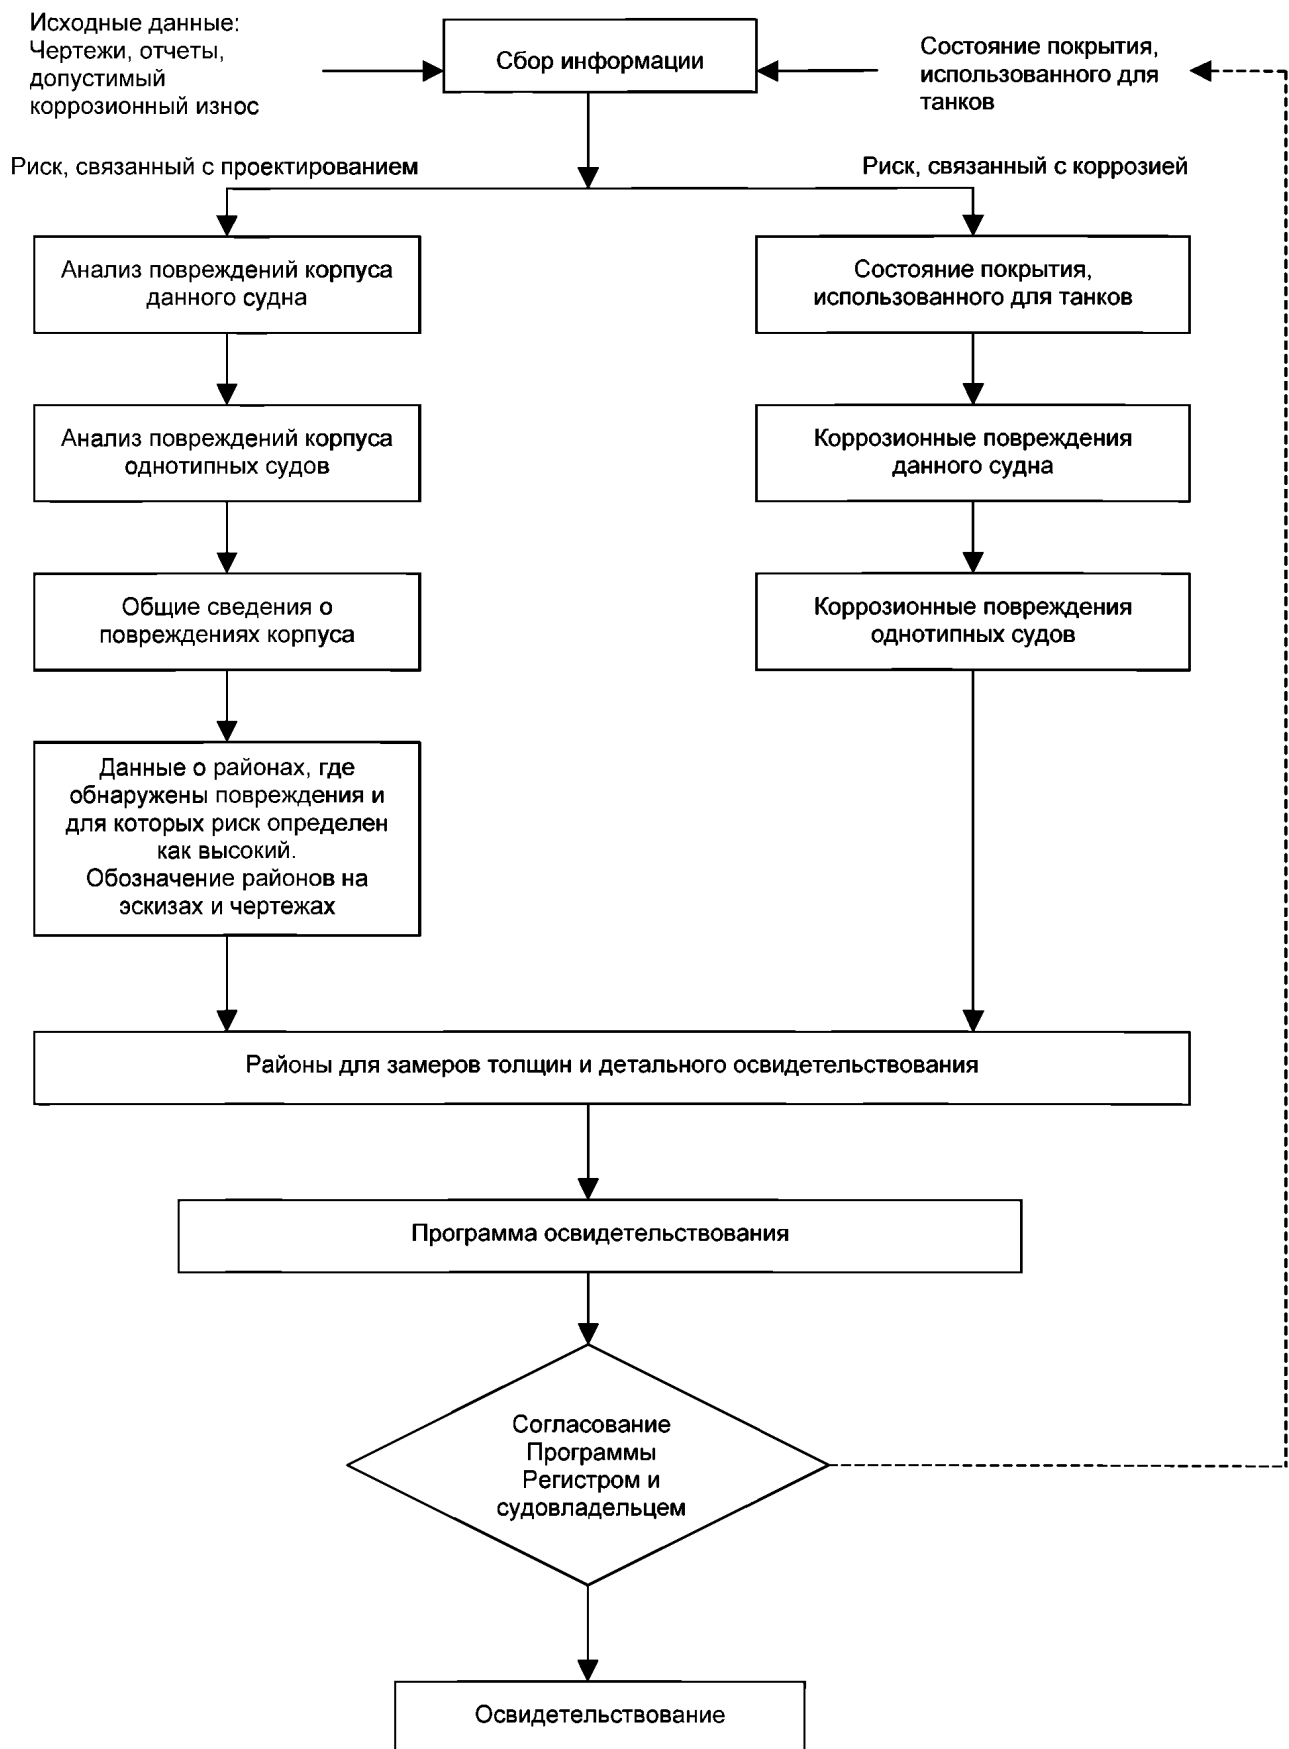 Исходные данные:
Чертежи, отчеты,
допустимый
коррозионный износ
Сбор информации
Состояние покрытия,
использованного для
танков
Риск, связанный с проектированием
Риск, связанный с коррозией
Анализ повреждений корпуса
данного судна
Состояние покрытия,
использованного для танков
Анализ повреждений корпуса
однотипных судов
Коррозионные повреждения
данного судна
Общие сведения о
повреждениях корпуса
Коррозионные повреждения
однотипных судов
Данные о районах, где
обнаружены повреждения и
для которых риск определен
как высокий.
Обозначение районов на
эскизах и чертежах
Районы для замеров толщин и детального освидетельствования
Программа освидетельствования
Согласование
Программы
Регистром и
судовладельцем
Освидетельствование